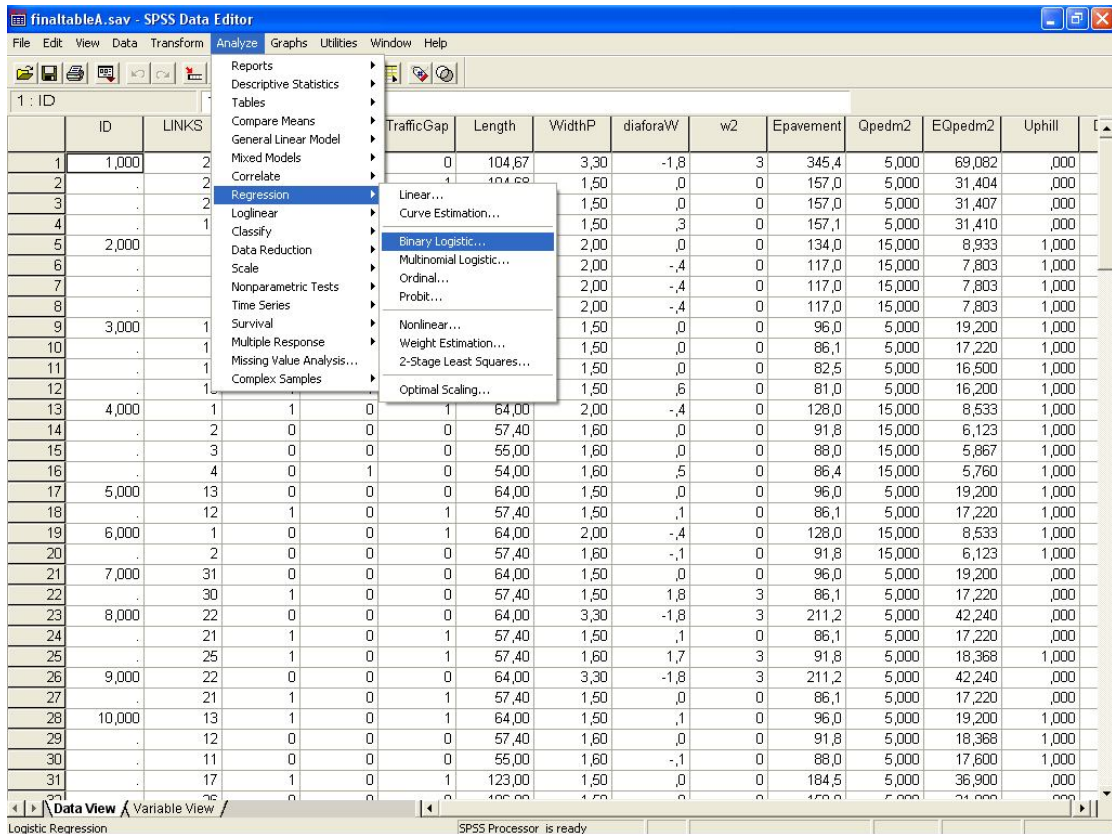 finaltableA.sav - SPSS Data Editor
File Edit View Data Transform Analyze Graphs Utilities Window Help
1 : ID
Reports
Descriptive Statistics
Tables
Compare Means
General Linear Model
Mixed Models
Correlate
Regression
Loglinear
Classify
Data Reduction
Scale
Nonparametric Tests
Time Series
Survival
Multiple Response
Missing Value Analysis...
Complex Samples
Linear...
Curve Estimation...
Binary Logistic...
Multinomial Logistic...
Ordinal...
Probit...
Nonlinear...
Weight Estimation...
2-Stage Least Squares...
Optimal Scaling...
ID LINKS TrafficGap Length WidthP diaforaW w2 Epavement Qpedm2 EQpedm2 Uphill
1 1,000 2 0 104,67 3,30 -1,8 3 345,4 5,000 69,082 ,000
2 . 2 1 104,68 1,50 ,0 0 157,0 5,000 31,404 ,000
3 . 2 1,50 ,0 0 157,0 5,000 31,407 ,000
4 . 1 1,50 ,3 0 157,1 5,000 31,410 ,000
5 2,000 2,00 ,0 0 134,0 15,000 8,933 1,000
6 . 2,00 -,4 0 117,0 15,000 7,803 1,000
7 . 2,00 -,4 0 117,0 15,000 7,803 1,000
8 . 2,00 -,4 0 117,0 15,000 7,803 1,000
9 3,000 1 1,50 ,0 0 96,0 5,000 19,200 ,000
10 . 1 1,50 ,0 0 86,1 5,000 17,220 ,000
11 . 1 1,50 ,0 0 82,5 5,000 16,500 ,000
12 . 1,50 ,6 0 81,0 5,000 16,200 ,000
13 4,000 1 1 0 1 64,00 2,00 -,4 0 128,0 15,000 8,533 1,000
14 . 2 0 0 0 57,40 1,60 ,0 0 91,8 15,000 6,123 1,000
15 . 3 0 0 0 55,00 1,60 ,0 0 88,0 15,000 5,867 1,000
16 . 4 0 1 0 54,00 1,60 ,5 0 86,4 15,000 5,760 1,000
17 5,000 13 0 0 0 64,00 1,50 ,0 0 96,0 5,000 19,200 1,000
18 . 12 1 0 1 57,40 1,50 ,1 0 86,1 5,000 17,220 1,000
19 6,000 1 0 0 1 64,00 2,00 -,4 0 128,0 15,000 8,533 1,000
20 . 2 0 0 0 57,40 1,60 -,1 0 91,8 15,000 6,123 1,000
21 7,000 31 0 0 0 64,00 1,50 ,0 0 96,0 5,000 19,200 ,000
22 . 30 1 0 0 57,40 1,50 1,8 3 86,1 5,000 17,220 ,000
23 8,000 22 0 0 0 64,00 3,30 -1,8 3 211,2 5,000 42,240 ,000
24 . 21 1 0 1 57,40 1,50 ,1 0 86,1 5,000 17,220 ,000
25 . 25 1 0 1 57,40 1,60 1,7 3 91,8 5,000 18,368 1,000
26 9,000 22 0 0 0 64,00 3,30 -1,8 3 211,2 5,000 42,240 ,000
27 . 21 1 0 1 57,40 1,50 ,0 0 86,1 5,000 17,220 ,000
28 10,000 13 1 0 1 64,00 1,50 ,1 0 96,0 5,000 19,200 1,000
29 . 12 0 0 0 57,40 1,60 ,0 0 91,8 5,000 18,368 1,000
30 . 11 0 0 0 55,00 1,60 -,1 0 88,0 5,000 17,600 1,000
31 . 17 1 0 1 123,00 1,50 ,0 0 184,5 5,000 36,900 ,000
Data View Variable View
Logistic Regression SPSS Processor is ready